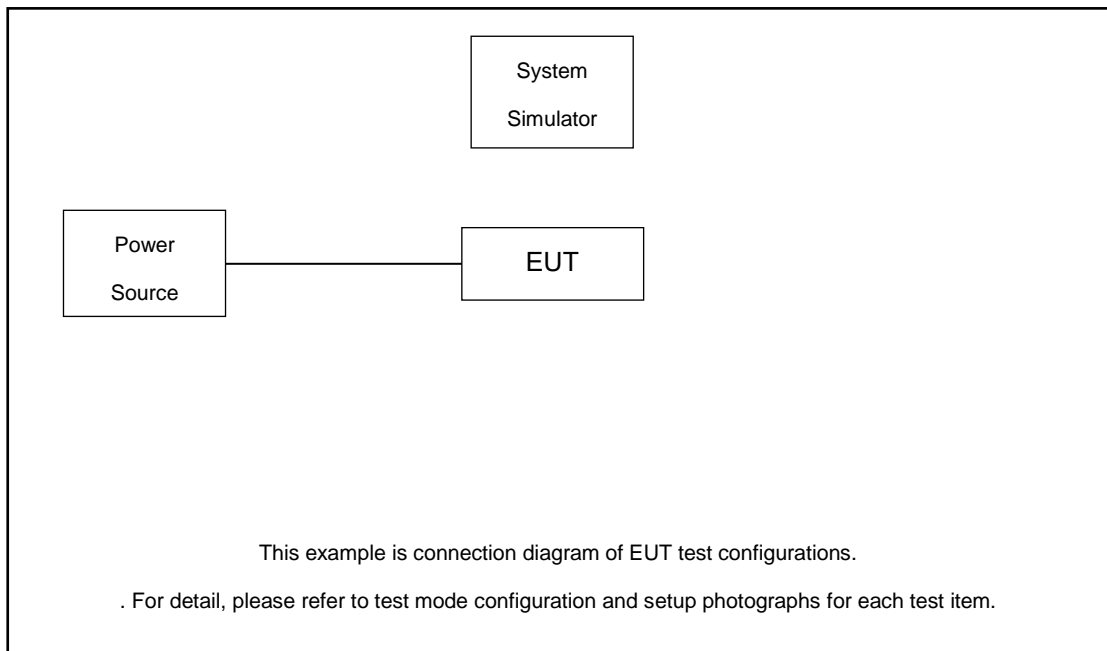 System
Simulator
Power
Source
EUT
This example is connection diagram of EUT test configurations.
. For detail, please refer to test mode configuration and setup photographs for each test item.